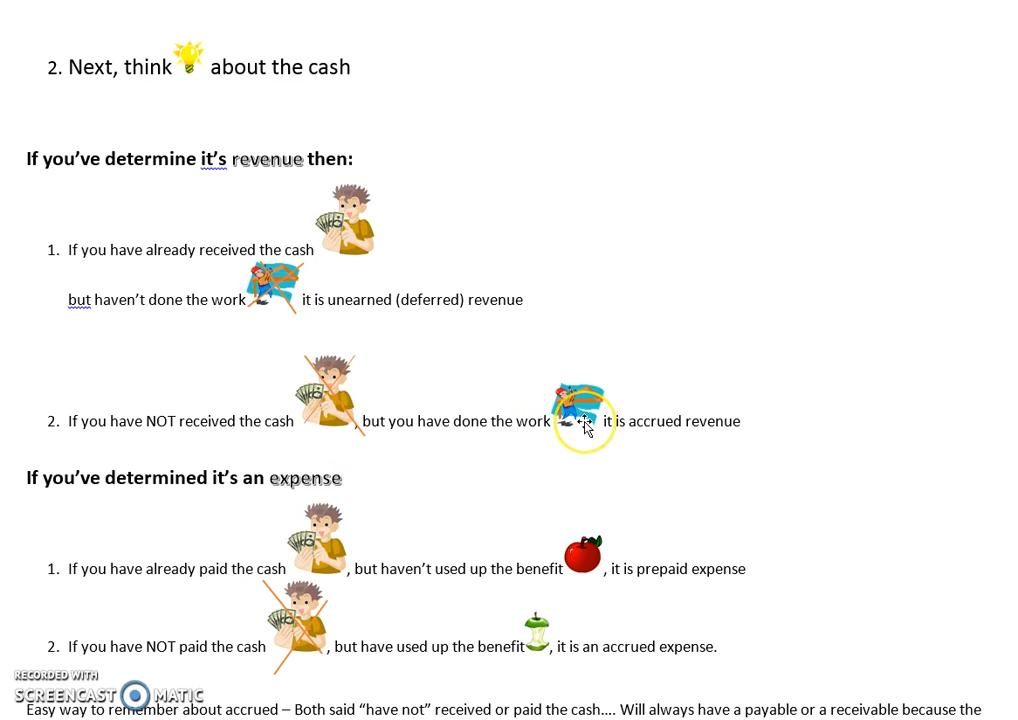 2. Next, think about the cash
If you’ve determine it’s revenue then:
1. If you have already received the cash
but haven’t done the work it is unearned (deferred) revenue
2. If you have NOT received the cash , but you have done the work it is accrued revenue
If you’ve determined it’s an expense
1. If you have already paid the cash , but haven’t used up the benefit , it is prepaid expense
2. If you have NOT paid the cash , but have used up the benefit , it is an accrued expense.
RECORDED WITH
SCREENCAST MATIC
Easy way to remember about accrued – Both said “have not” received or paid the cash…. Will always have a payable or a receivable because the